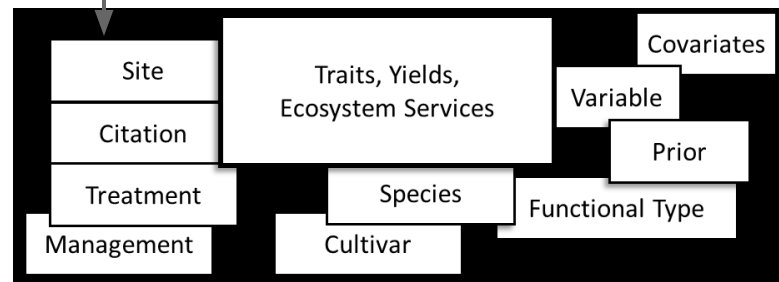 Site
Citation
Treatment
Management
Traits, Yields,
Ecosystem Services
Species
Cultivar
Covariates
Variable
Prior
Functional Type